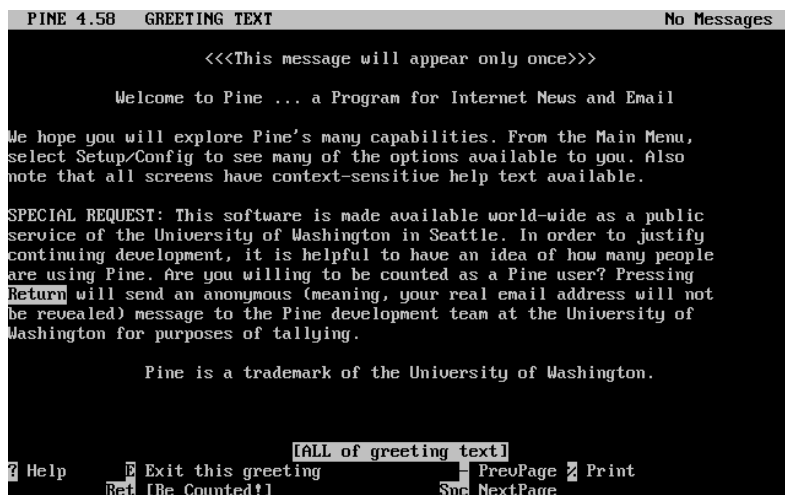 PINE 4.58   GREETING TEXT   No Messages
<<<This message will appear only once>>>
Welcome to Pine ... a Program for Internet News and Email
We hope you will explore Pine's many capabilities. From the Main Menu,
select Setup/Config to see many of the options available to you. Also
note that all screens have context-sensitive help text available.
SPECIAL REQUEST: This software is made available world-wide as a public
service of the University of Washington in Seattle. In order to justify
continuing development, it is helpful to have an idea of how many people
are using Pine. Are you willing to be counted as a Pine user? Pressing
Return will send an anonymous (meaning, your real email address will not
be revealed) message to the Pine development team at the University of
Washington for purposes of tallying.
Pine is a trademark of the University of Washington.
[ALL of greeting text]
? Help   E Exit this greeting   - PrevPage % Print
Ret [Be Counted!]   Spc NextPage